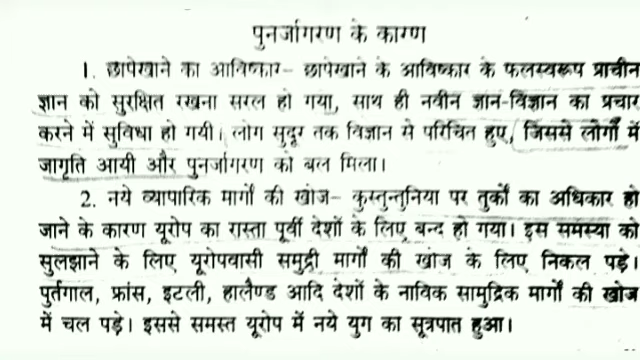 पुनर्जागरण के कारण
1. छापेखाने का आविष्कार– छापेखाने के आविष्कार के फलस्वरूप प्राचीन
ज्ञान को सुरक्षित रखना सरल हो गया, साथ ही नवीन ज्ञान-विज्ञान का प्रचार
करने में सुविधा हो गयी। लोग सुदूर तक विज्ञान से परिचित हुए, जिससे लोगों में
जागृति आयी और पुनर्जागरण को बल मिला।
2. नये व्यापारिक मार्गों की खोज– कुस्तुन्तुनिया पर तुर्कों का अधिकार हो
जाने के कारण यूरोप का रास्ता पूर्वी देशों के लिए बन्द हो गया। इस समस्या को
सुलझाने के लिए यूरोपवासी समुद्री मार्गों की खोज के लिए निकल पड़े।
पुर्तगाल, फ्रांस, इटली, हालैण्ड आदि देशों के नाविक सामुद्रिक मार्गों की खोज
में चल पड़े। इससे समस्त यूरोप में नये युग का सूत्रपात हुआ।